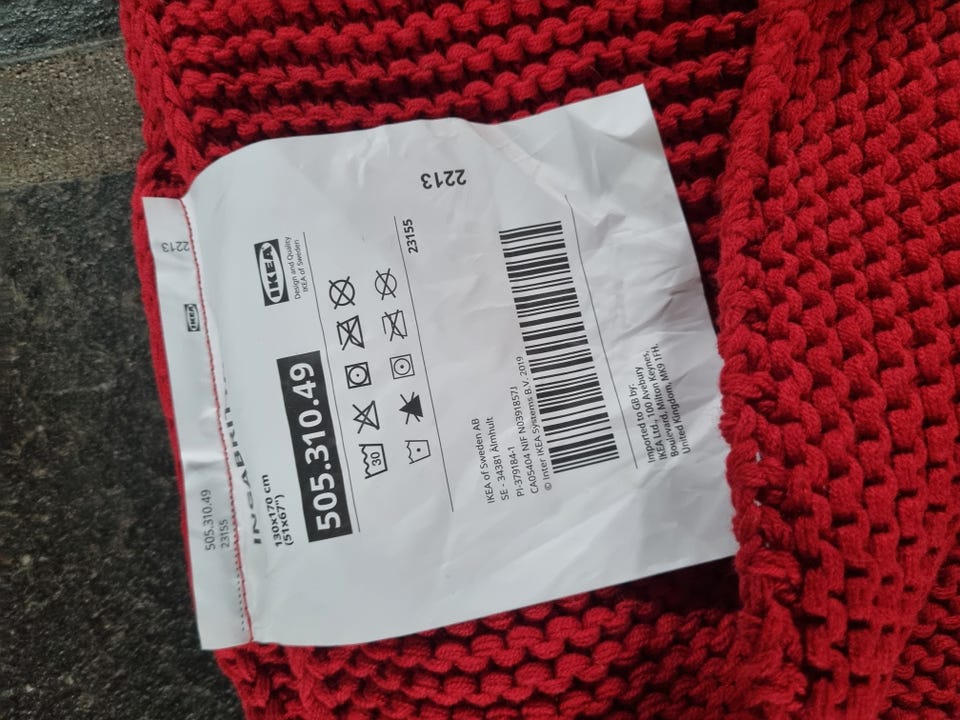 505.310.49
23155
IKEA
2213
130x170 cm
(51x67")
505.310.49
IKEA
Design and Quality
IKEA of Sweden
30
23155
2213
IKEA of Sweden AB
SE - 34381 Älmhult
PI-379184-1
CA05404 NIF N0391857J
© Inter IKEA Systems B.V. 2019
Imported to GB by:
IKEA Ltd., 100 Avebury
Boulevard, Milton Keynes,
United Kingdom, MK9 1FH.